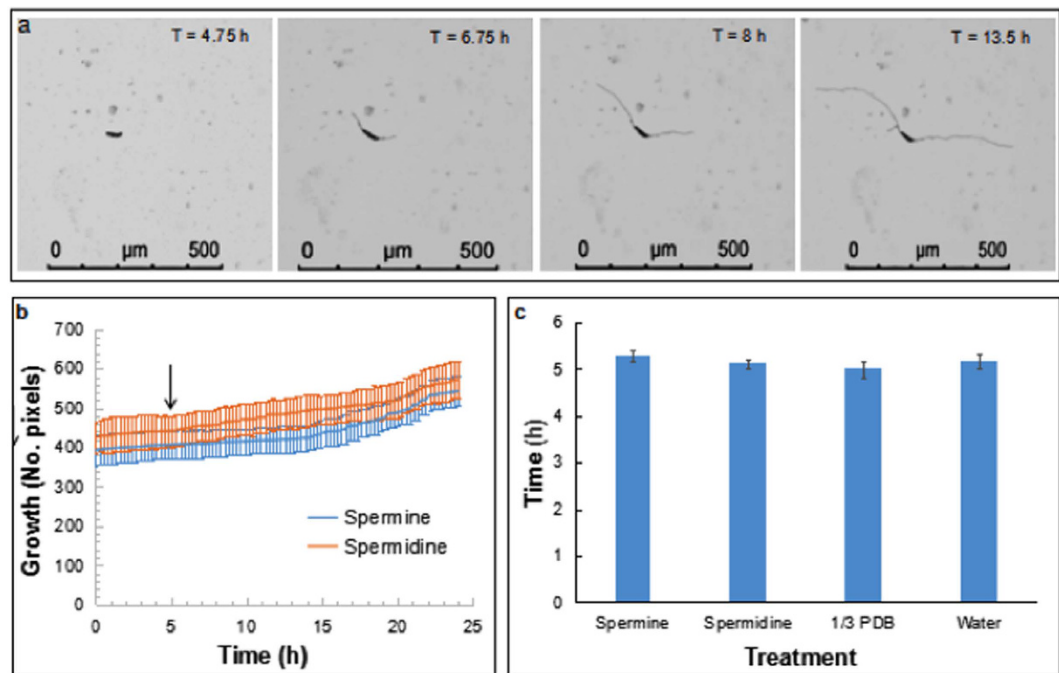 a
T = 4.75 h
T = 6.75 h
T = 8 h
T = 13.5 h
0 µm 500
0 µm 500
0 µm 500
0 µm 500
b
700
600
500
400
300
200
100
0
Growth (No. pixels)
Spermine
Spermidine
0 5 10 15 20 25
Time (h)
c
6
5
4
3
2
1
0
Time (h)
Spermine Spermidine 1/3 PDB Water
Treatment